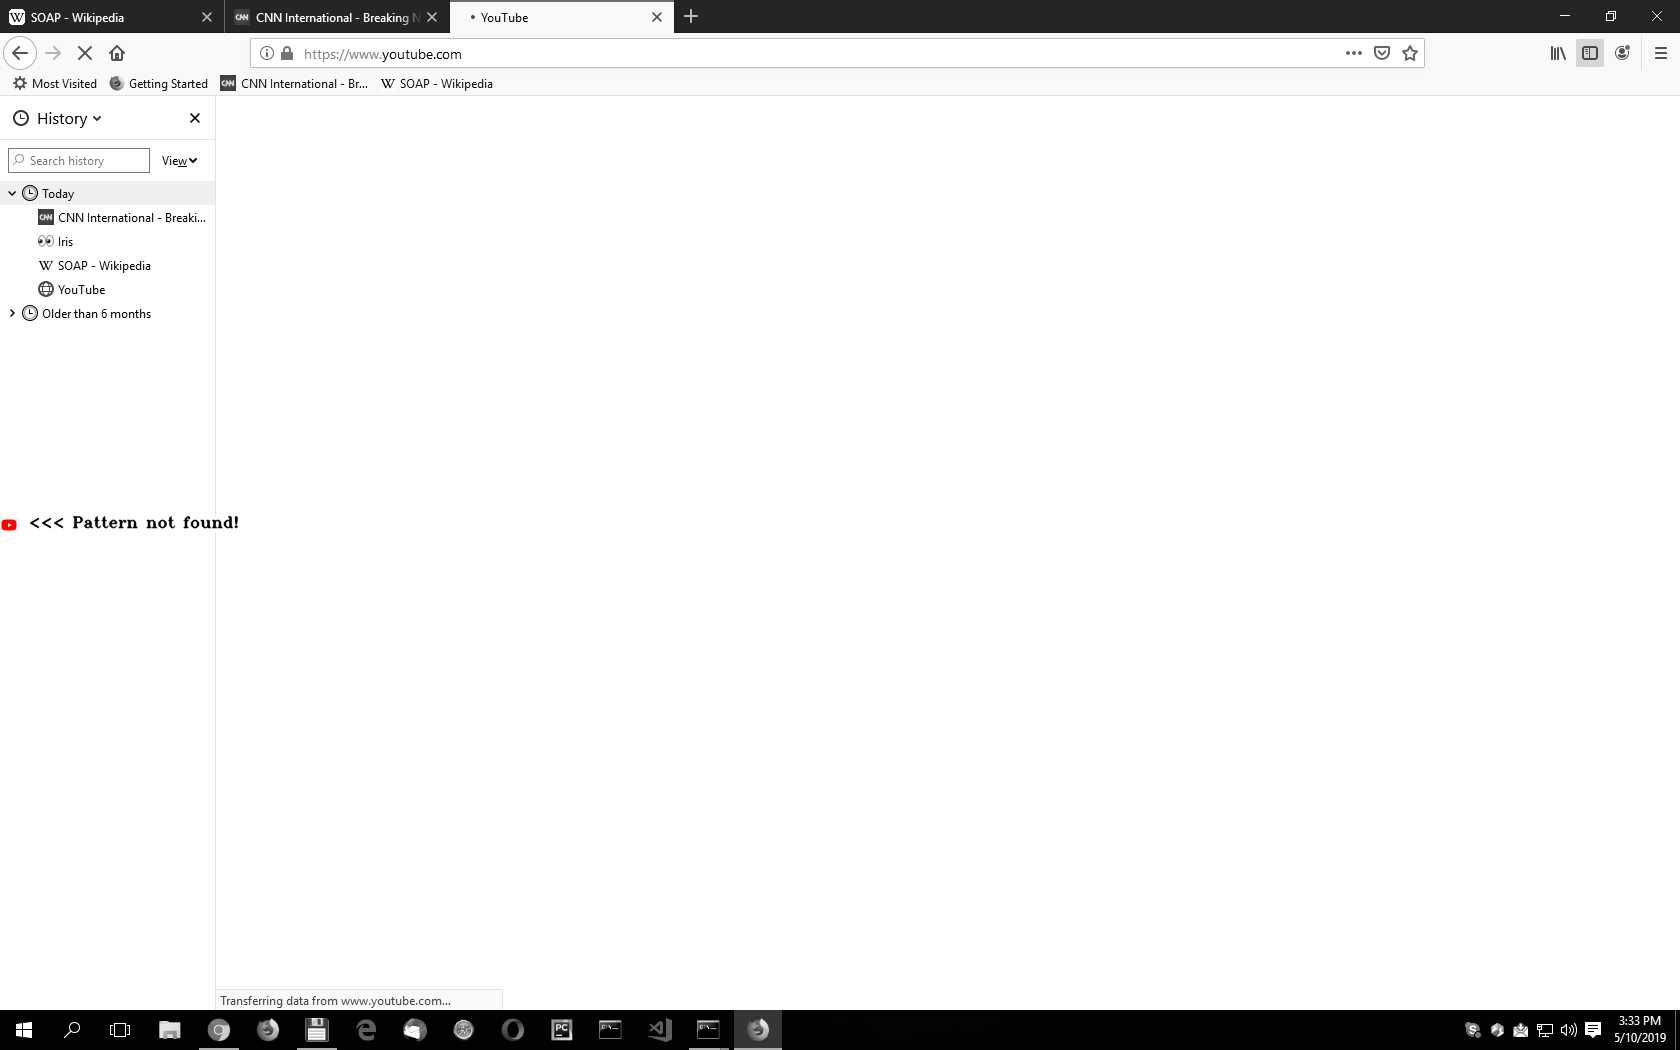 SOAP - Wikipedia
CNN International - Breaking N
YouTube
https://www.youtube.com
Most Visited
Getting Started
CNN International - Br...
SOAP - Wikipedia
History
Search history
View
Today
CNN International - Breaki...
Iris
SOAP - Wikipedia
YouTube
Older than 6 months
<<< Pattern not found!
Transferring data from www.youtube.com...
3:33 PM
5/10/2019